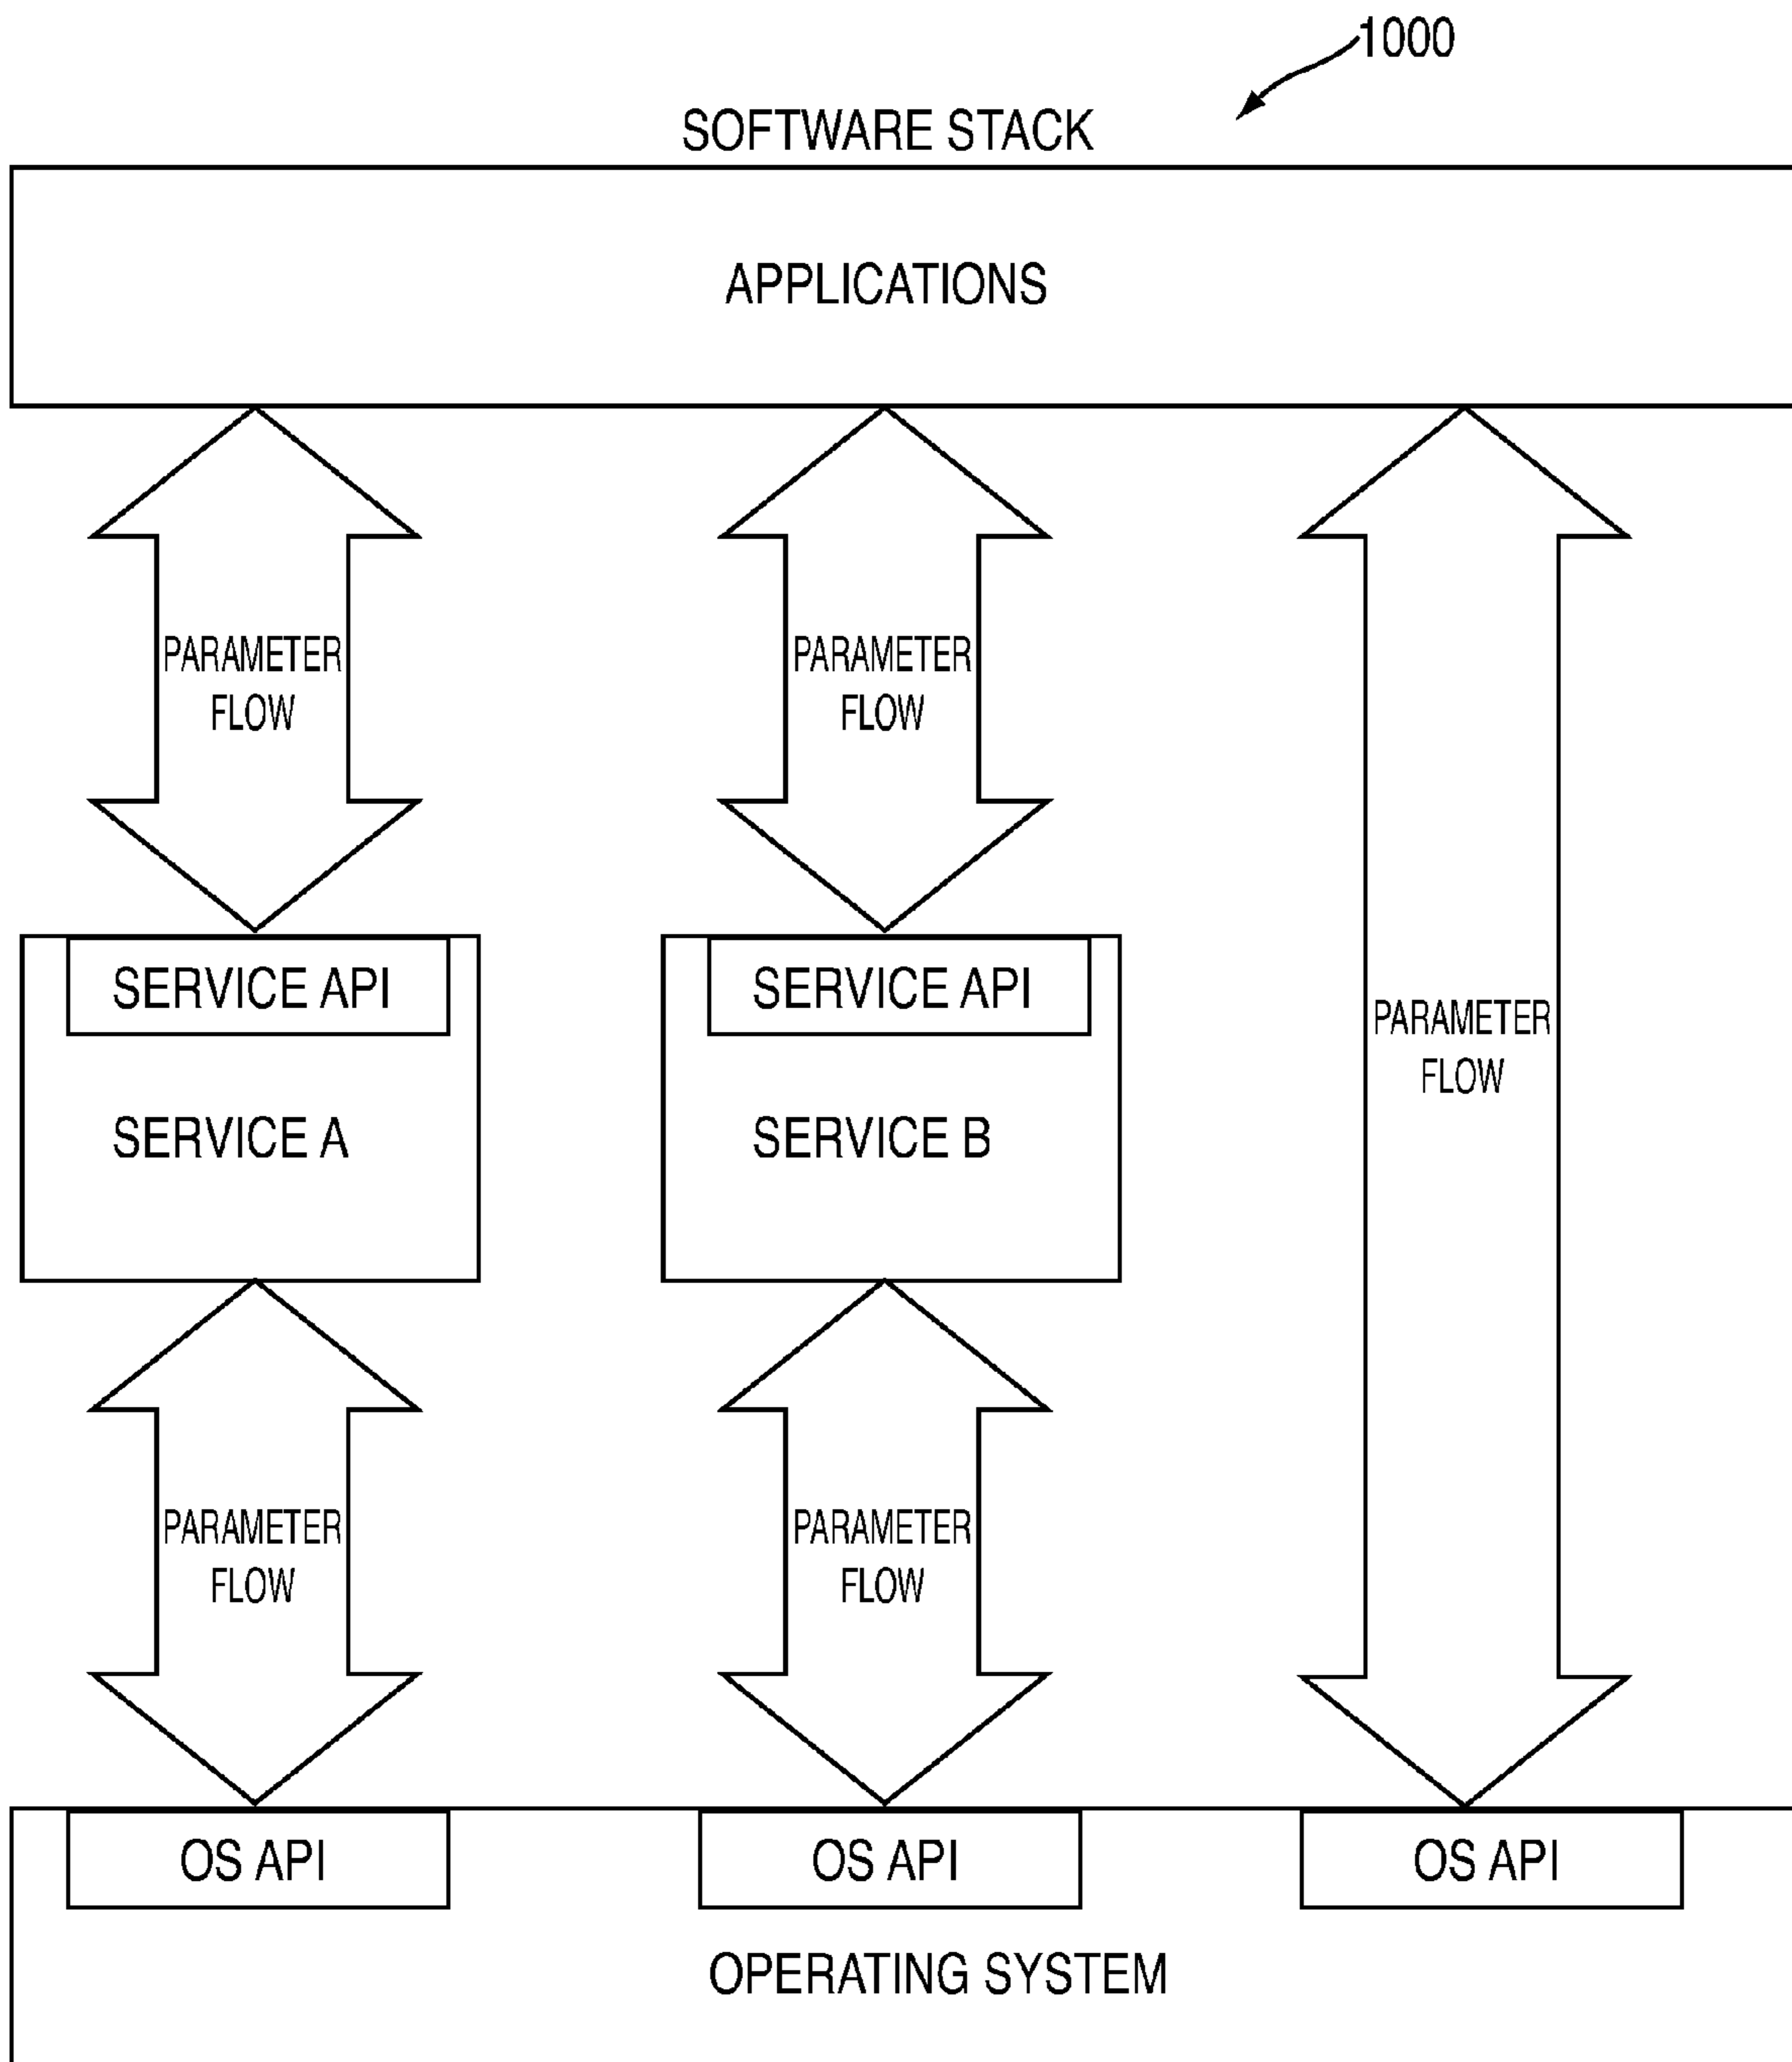 1000
SOFTWARE STACK
APPLICATIONS
PARAMETER
FLOW
PARAMETER
FLOW
SERVICE API
SERVICE A
SERVICE API
SERVICE B
PARAMETER
FLOW
PARAMETER
FLOW
PARAMETER
FLOW
OS API
OS API
OS API
OPERATING SYSTEM